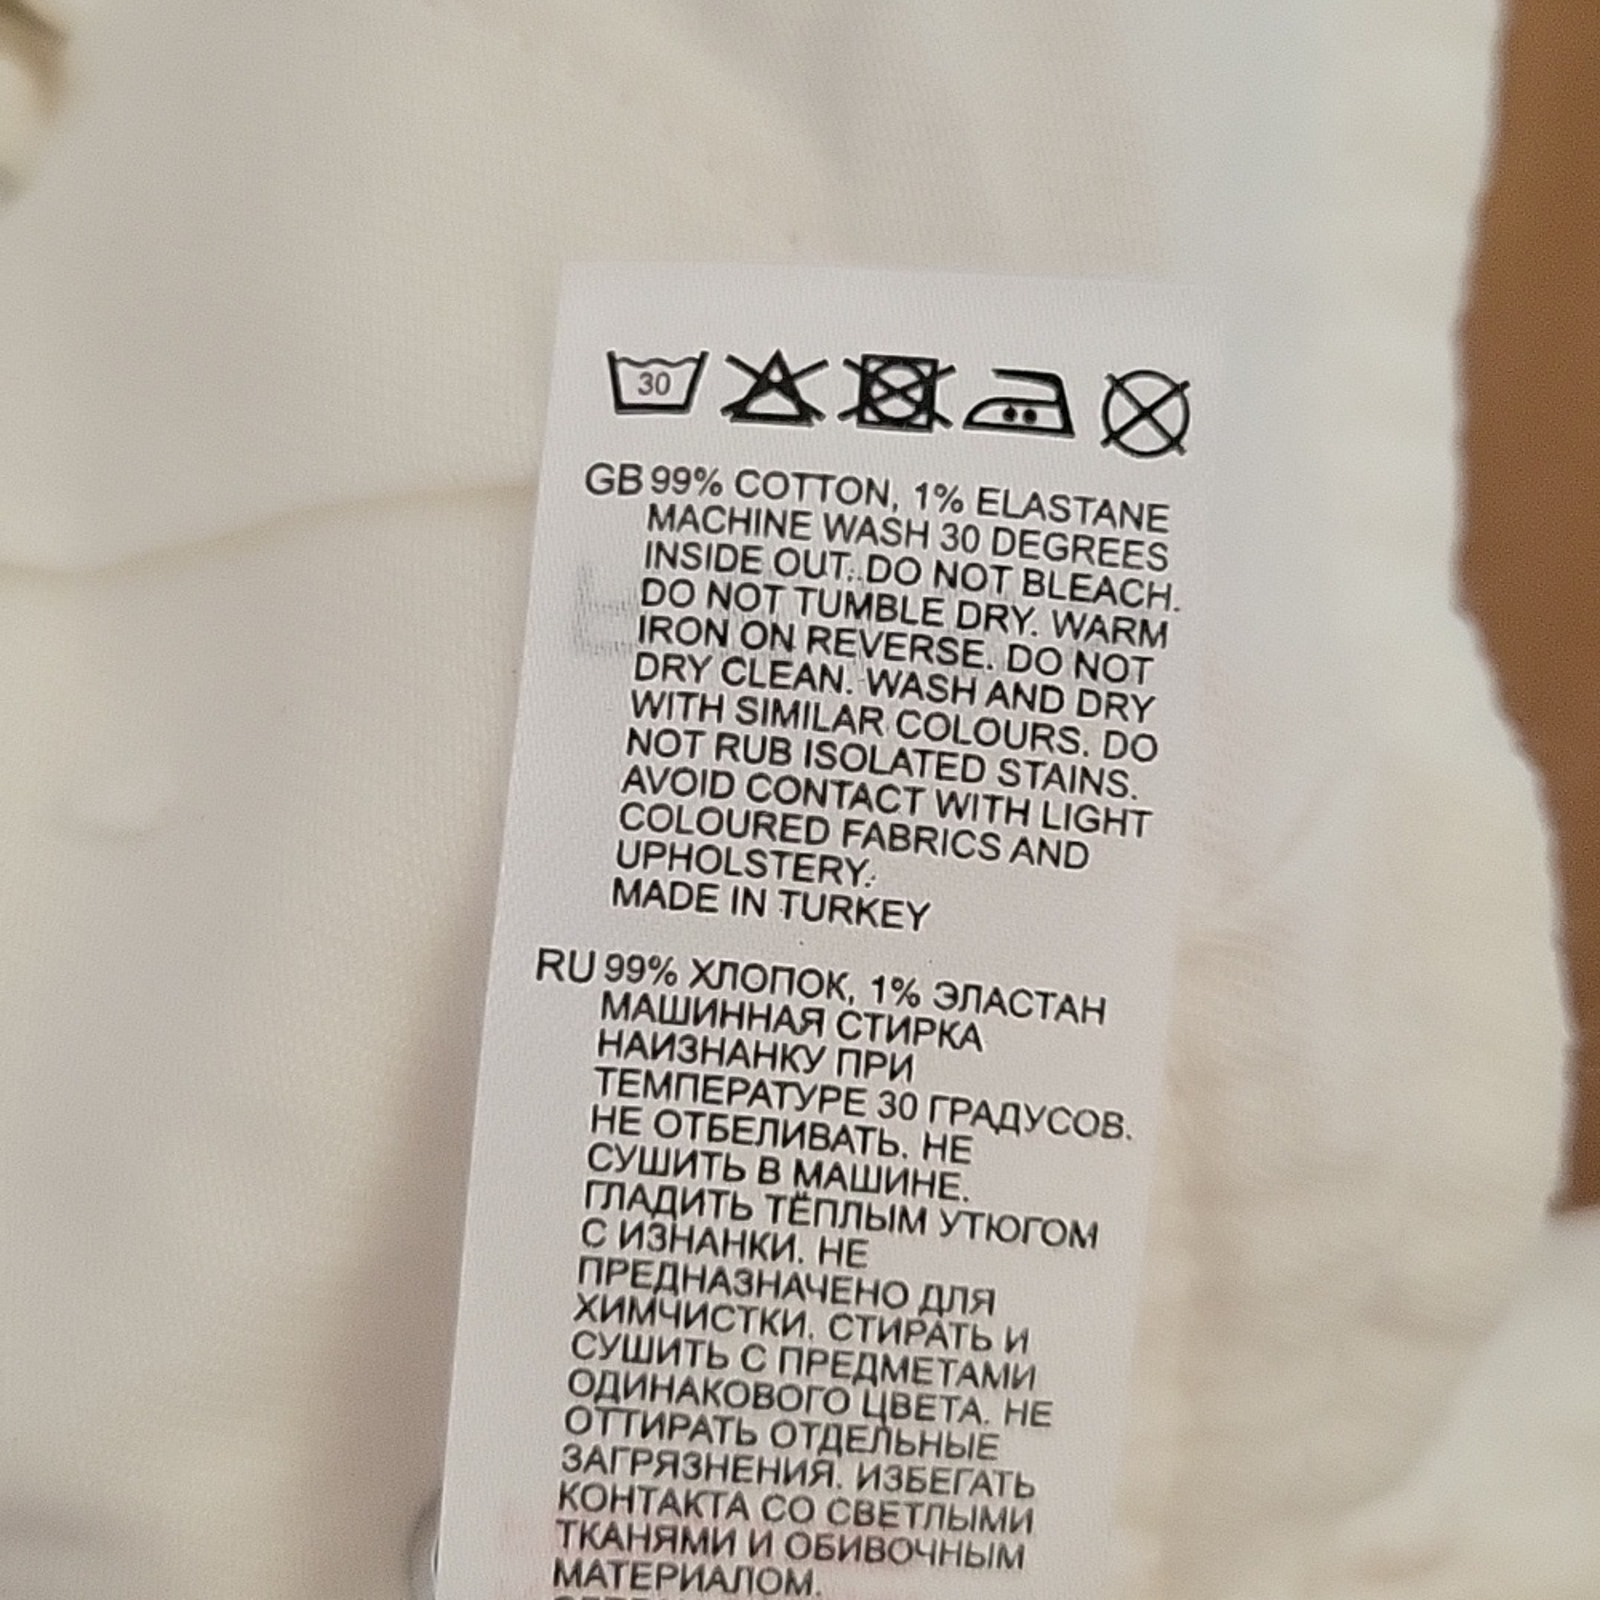 30
GB 99% COTTON, 1% ELASTANE
MACHINE WASH 30 DEGREES
INSIDE OUT. DO NOT BLEACH.
DO NOT TUMBLE DRY. WARM
IRON ON REVERSE. DO NOT
DRY CLEAN. WASH AND DRY
WITH SIMILAR COLOURS. DO
NOT RUB ISOLATED STAINS.
AVOID CONTACT WITH LIGHT
COLOURED FABRICS AND
UPHOLSTERY.
MADE IN TURKEY
RU 99% ХЛОПОК, 1% ЭЛАСТАН
МАШИННАЯ СТИРКА
НАИЗНАНКУ ПРИ
ТЕМПЕРАТУРЕ 30 ГРАДУСОВ.
НЕ ОТБЕЛИВАТЬ. НЕ
СУШИТЬ В МАШИНЕ.
ГЛАДИТЬ ТЁПЛЫМ УТЮГОМ
С ИЗНАНКИ. НЕ
ПРЕДНАЗНАЧЕНО ДЛЯ
ХИМЧИСТКИ. СТИРАТЬ И
СУШИТЬ С ПРЕДМЕТАМИ
ОДИНАКОВОГО ЦВЕТА. НЕ
ОТТИРАТЬ ОТДЕЛЬНЫЕ
ЗАГРЯЗНЕНИЯ. ИЗБЕГАТЬ
КОНТАКТА СО СВЕТЛЫМИ
ТКАНЯМИ И ОБИВОЧНЫМ
МАТЕРИАЛОМ.